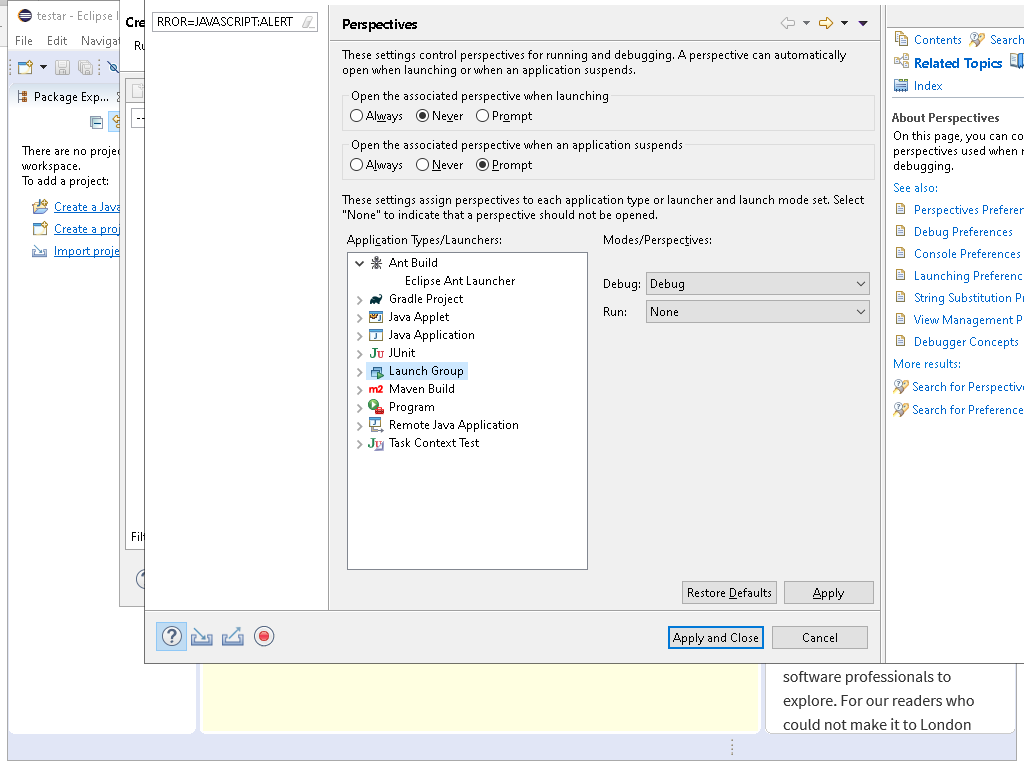 testar - Eclipse I
File Edit Naviga
Package Exp...
There are no proje
workspace.
To add a project:
Create a Java
Create a proj
Import proje
Cre
Ru
Filt
RROR=JAVASCRIPT:ALERT
Perspectives
These settings control perspectives for running and debugging. A perspective can automatically
open when launching or when an application suspends.
Open the associated perspective when launching
Always Never Prompt
Open the associated perspective when an application suspends
Always Never Prompt
These settings assign perspectives to each application type or launcher and launch mode set. Select
"None" to indicate that a perspective should not be opened.
Application Types/Launchers:
Modes/Perspectives:
Ant Build
Eclipse Ant Launcher
Gradle Project
Java Applet
Java Application
JUnit
Launch Group
Maven Build
Program
Remote Java Application
Task Context Test
Debug: Debug
Run: None
Restore Defaults
Apply
Apply and Close
Cancel
Contents Search
Related Topics
Index
About Perspectives
On this page, you can co
perspectives used when r
debugging.
See also:
Perspectives Preferen
Debug Preferences
Console Preferences
Launching Preferenc
String Substitution Pr
View Management P
Debugger Concepts
More results:
Search for Perspective
Search for Preference
software professionals to
explore. For our readers who
could not make it to London